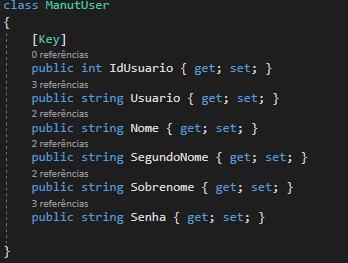 class ManutUser
{
[Key]
0 referências
public int IdUsuario { get; set; }
3 referências
public string Usuario { get; set; }
2 referências
public string Nome { get; set; }
2 referências
public string SegundoNome { get; set; }
2 referências
public string Sobrenome { get; set; }
3 referências
public string Senha { get; set; }
}